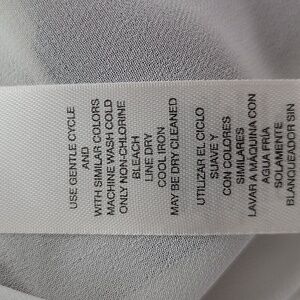 USE GENTLE CYCLE
AND
WITH SIMILAR COLORS
MACHINE WASH COLD
ONLY NON-CHLORINE
BLEACH
LINE DRY
COOL IRON
MAY BE DRY CLEANED
UTILIZAR EL CICLO
SUAVE Y
CON COLORES
SIMILARES
LAVAR A MAQUINA CON
AGUA FRIA
SOLAMENTE
BLANQUEADOR SIN